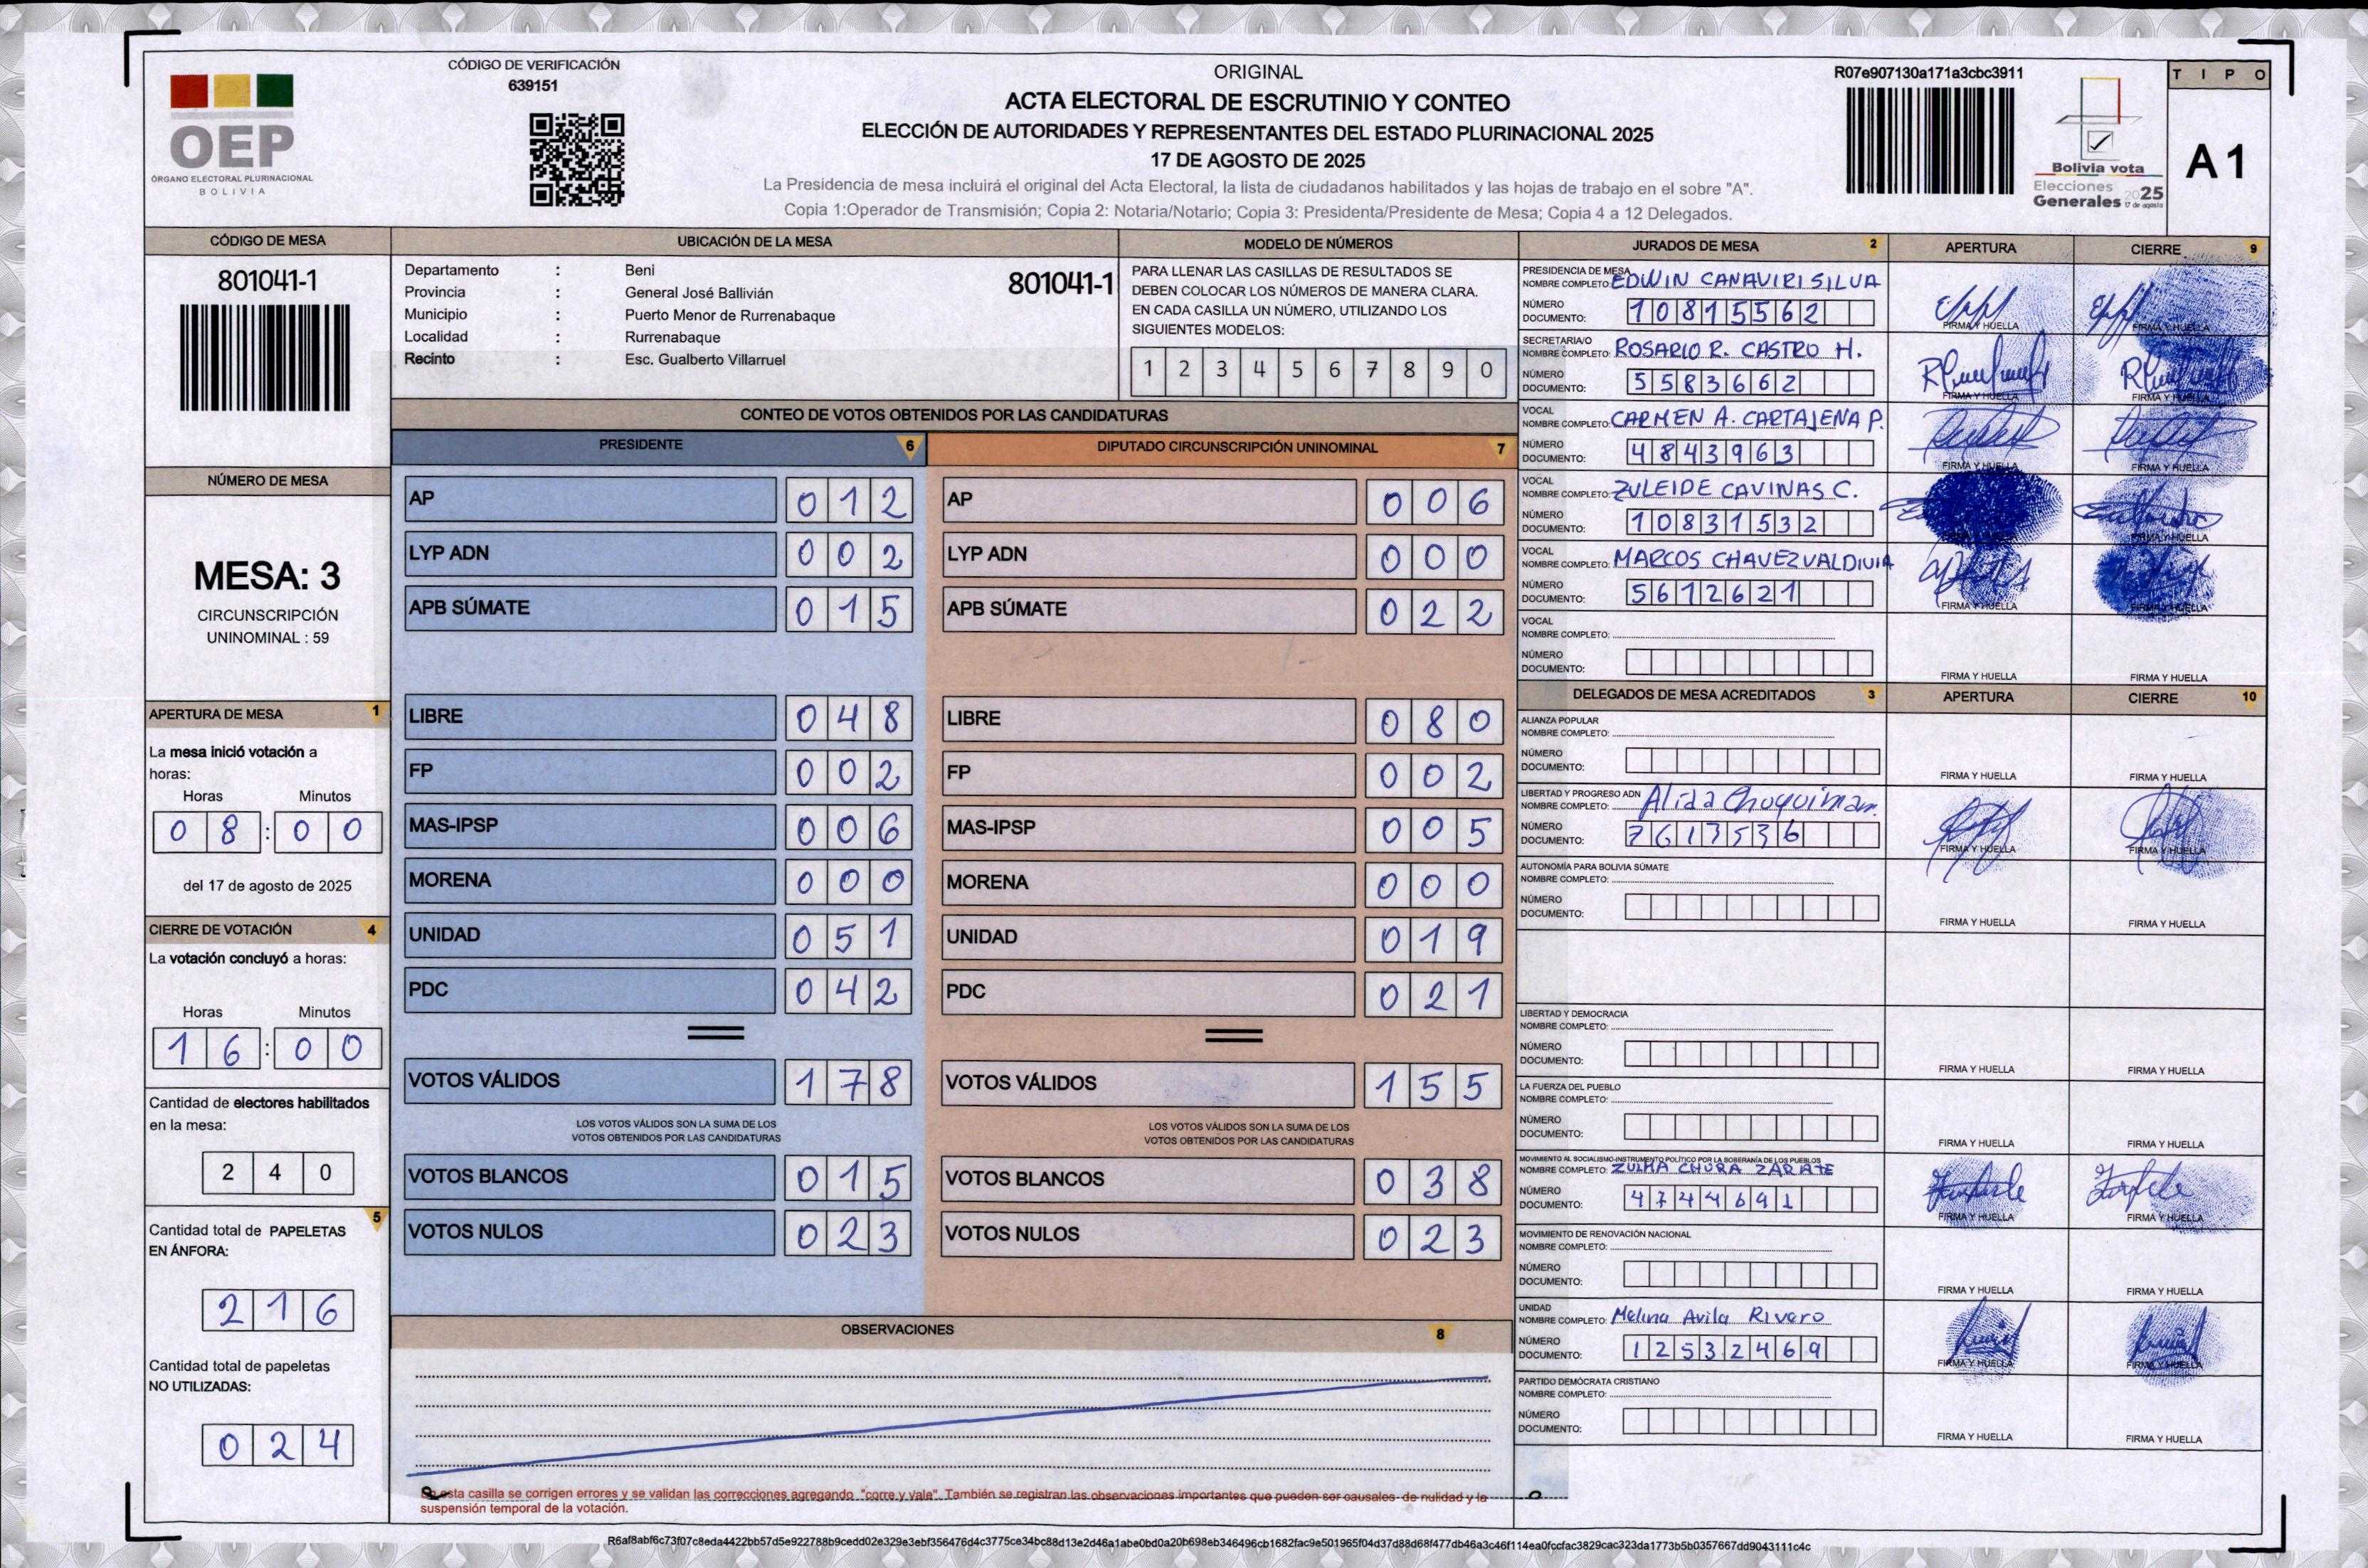 CÓDIGO DE VERIFICACIÓN
639151
OEP
ÓRGANO ELECTORAL PLURINACIONAL
BOLIVIA
ORIGINAL
ACTA ELECTORAL DE ESCRUTINIO Y CONTEO
ELECCIÓN DE AUTORIDADES Y REPRESENTANTES DEL ESTADO PLURINACIONAL 2025
17 DE AGOSTO DE 2025
La Presidencia de mesa incluirá el original del Acta Electoral, la lista de ciudadanos habilitados y las hojas de trabajo en el sobre "A".
Copia 1:Operador de Transmisión; Copia 2: Notaria/Notario; Copia 3: Presidenta/Presidente de Mesa; Copia 4 a 12 Delegados.
R07e907130a171a3cbc3911
Bolivia vota
Elecciones
Generales 2025
17 de agosto
TIPO
A1
CÓDIGO DE MESA
801041-1
NÚMERO DE MESA
MESA: 3
CIRCUNSCRIPCIÓN
UNINOMINAL : 59
APERTURA DE MESA 1
La mesa inició votación a
horas:
Horas Minutos
08:00
del 17 de agosto de 2025
CIERRE DE VOTACIÓN 4
La votación concluyó a horas:
Horas Minutos
16:00
Cantidad de electores habilitados
en la mesa:
240
5
Cantidad total de PAPELETAS
EN ÁNFORA:
216
Cantidad total de papeletas
NO UTILIZADAS:
024
UBICACIÓN DE LA MESA
Departamento : Beni
801041-1
Provincia : General José Ballivián
Municipio : Puerto Menor de Rurrenabaque
Localidad : Rurrenabaque
Recinto : Esc. Gualberto Villarruel
MODELO DE NÚMEROS
PARA LLENAR LAS CASILLAS DE RESULTADOS SE
DEBEN COLOCAR LOS NÚMEROS DE MANERA CLARA.
EN CADA CASILLA UN NÚMERO, UTILIZANDO LOS
SIGUIENTES MODELOS:
1 2 3 4 5 6 7 8 9 0
CONTEO DE VOTOS OBTENIDOS POR LAS CANDIDATURAS
PRESIDENTE 6
AP 012
LYP ADN 002
APB SÚMATE 015
LIBRE 048
FP 002
MAS-IPSP 006
MORENA 000
UNIDAD 051
PDC 042
VOTOS VÁLIDOS 178
LOS VOTOS VÁLIDOS SON LA SUMA DE LOS
VOTOS OBTENIDOS POR LAS CANDIDATURAS
VOTOS BLANCOS 015
VOTOS NULOS 023
DIPUTADO CIRCUNSCRIPCIÓN UNINOMINAL 7
AP 006
LYP ADN 000
APB SÚMATE 022
LIBRE 080
FP 002
MAS-IPSP 005
MORENA 000
UNIDAD 019
PDC 021
VOTOS VÁLIDOS 155
LOS VOTOS VÁLIDOS SON LA SUMA DE LOS
VOTOS OBTENIDOS POR LAS CANDIDATURAS
VOTOS BLANCOS 038
VOTOS NULOS 023
OBSERVACIONES 8
esta casilla se corrigen errores y se validan las correcciones agregando "corre y vale". También se registran las observaciones importantes que pueden ser causales de nulidad y la
suspensión temporal de la votación.
JURADOS DE MESA 2 APERTURA CIERRE 9
PRESIDENCIA DE MESA
NOMBRE COMPLETO: EDWIN CANAVIRI SILVA
NÚMERO
DOCUMENTO: 10815562
FIRMA Y HUELLA FIRMA Y HUELLA
SECRETARIA/O
NOMBRE COMPLETO: ROSARIO R. CASTRO H.
NÚMERO
DOCUMENTO: 5583662
FIRMA Y HUELLA FIRMA Y HUELLA
VOCAL
NOMBRE COMPLETO: CARMEN A. CARTAJENA P.
NÚMERO
DOCUMENTO: 4843963
FIRMA Y HUELLA FIRMA Y HUELLA
VOCAL
NOMBRE COMPLETO: ZULEIDE CAVINAS C.
NÚMERO
DOCUMENTO: 10831532
FIRMA Y HUELLA
VOCAL
NOMBRE COMPLETO: MARCOS CHAVEZ VALDIVIA
NÚMERO
DOCUMENTO: 5612621
FIRMA Y HUELLA FIRMA Y HUELLA
VOCAL
NOMBRE COMPLETO:
NÚMERO
DOCUMENTO:
FIRMA Y HUELLA FIRMA Y HUELLA
DELEGADOS DE MESA ACREDITADOS 3 APERTURA CIERRE 10
ALIANZA POPULAR
NOMBRE COMPLETO:
NÚMERO
DOCUMENTO:
FIRMA Y HUELLA FIRMA Y HUELLA
LIBERTAD Y PROGRESO ADN
NOMBRE COMPLETO: Alida Choquimam.
NÚMERO
DOCUMENTO: 7617536
FIRMA Y HUELLA FIRMA Y HUELLA
AUTONOMÍA PARA BOLIVIA SÚMATE
NOMBRE COMPLETO:
NÚMERO
DOCUMENTO:
FIRMA Y HUELLA FIRMA Y HUELLA
LIBERTAD Y DEMOCRACIA
NOMBRE COMPLETO:
NÚMERO
DOCUMENTO:
FIRMA Y HUELLA FIRMA Y HUELLA
LA FUERZA DEL PUEBLO
NOMBRE COMPLETO:
NÚMERO
DOCUMENTO:
FIRMA Y HUELLA FIRMA Y HUELLA
MOVIMIENTO AL SOCIALISMO-INSTRUMENTO POLÍTICO POR LA SOBERANÍA DE LOS PUEBLOS
NOMBRE COMPLETO: ZULMA CHURA ZARATE
NÚMERO
DOCUMENTO: 4744691
FIRMA Y HUELLA FIRMA Y HUELLA
MOVIMIENTO DE RENOVACIÓN NACIONAL
NOMBRE COMPLETO:
NÚMERO
DOCUMENTO:
FIRMA Y HUELLA FIRMA Y HUELLA
UNIDAD
NOMBRE COMPLETO: Melina Avila Rivero
NÚMERO
DOCUMENTO: 12532469
FIRMA Y HUELLA FIRMA Y HUELLA
PARTIDO DEMÓCRATA CRISTIANO
NOMBRE COMPLETO:
NÚMERO
DOCUMENTO:
FIRMA Y HUELLA FIRMA Y HUELLA